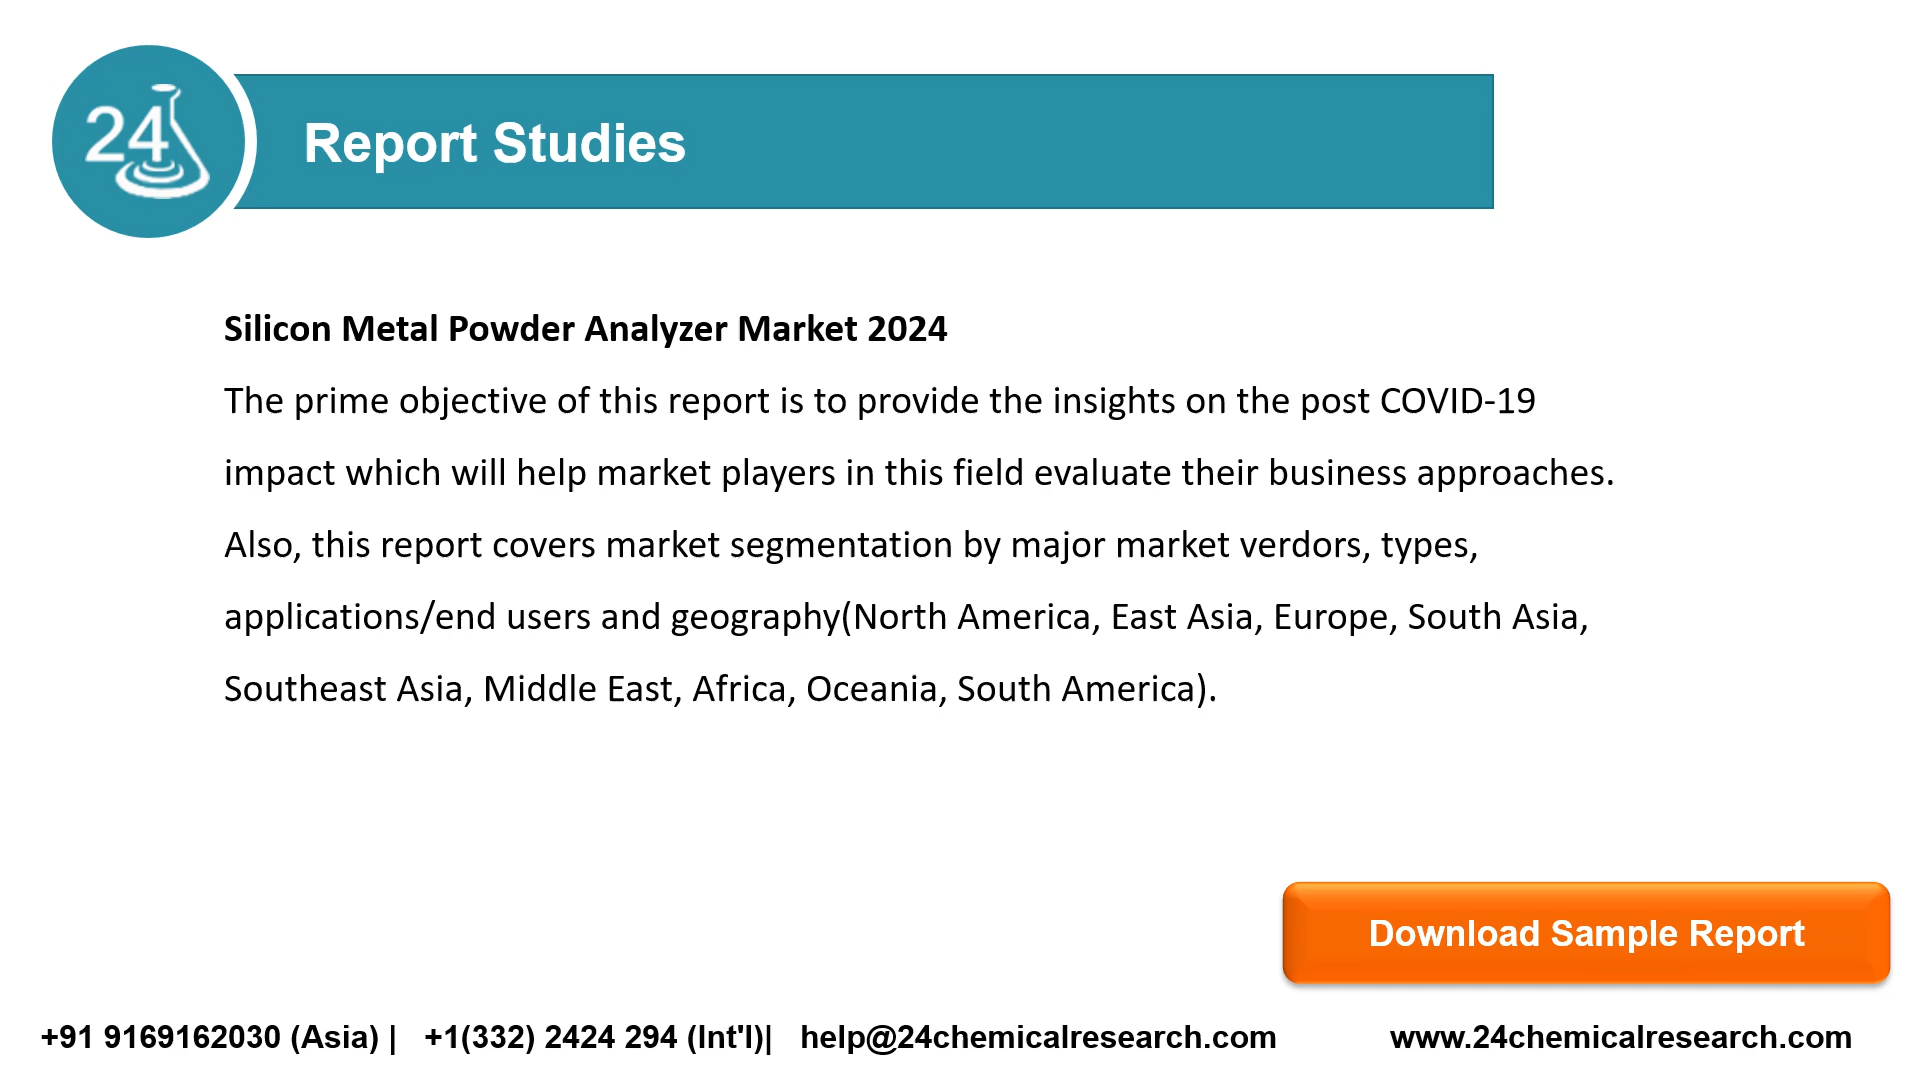 24
Report Studies
Silicon Metal Powder Analyzer Market 2024
The prime objective of this report is to provide the insights on the post COVID-19
impact which will help market players in this field evaluate their business approaches.
Also, this report covers market segmentation by major market verdors, types,
applications/end users and geography(North America, East Asia, Europe, South Asia,
Southeast Asia, Middle East, Africa, Oceania, South America).
Download Sample Report
+91 9169162030 (Asia) | +1(332) 2424 294 (Int'l)| help@24chemicalresearch.com www.24chemicalresearch.com